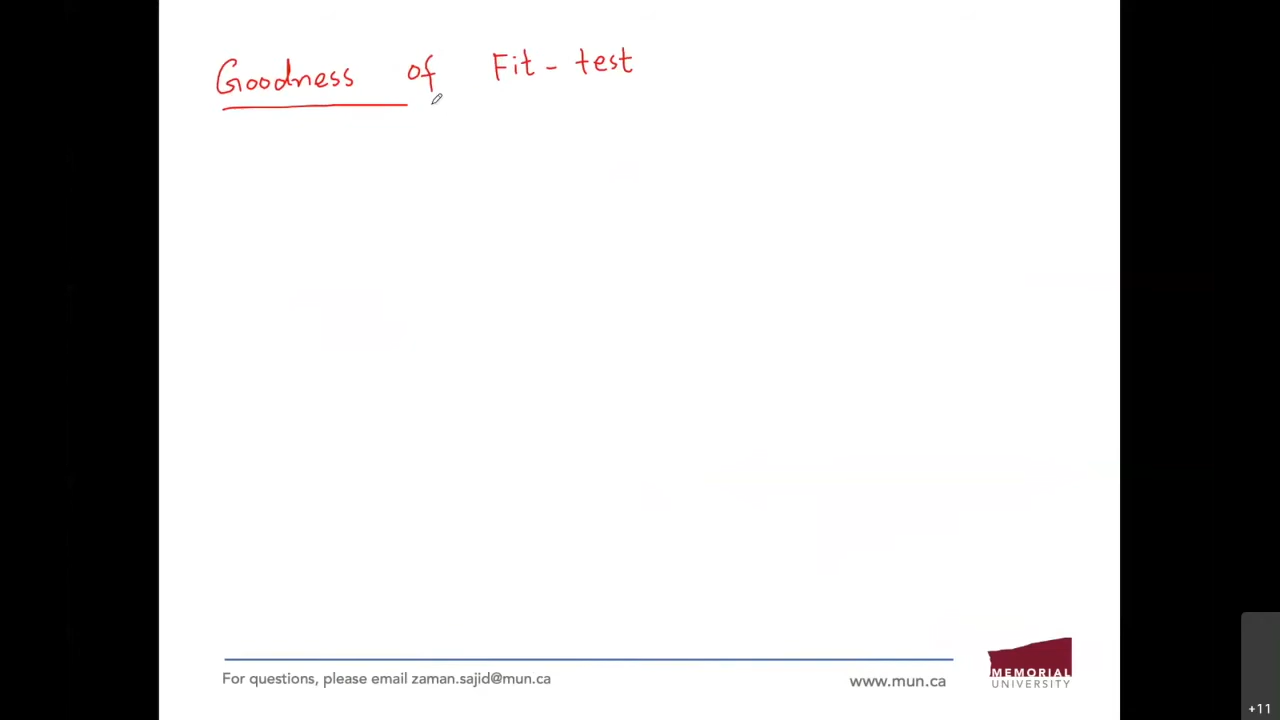 Goodness of Fit - test
For questions, please email zaman.sajid@mun.ca
www.mun.ca
MEMORIAL
UNIVERSITY
+11